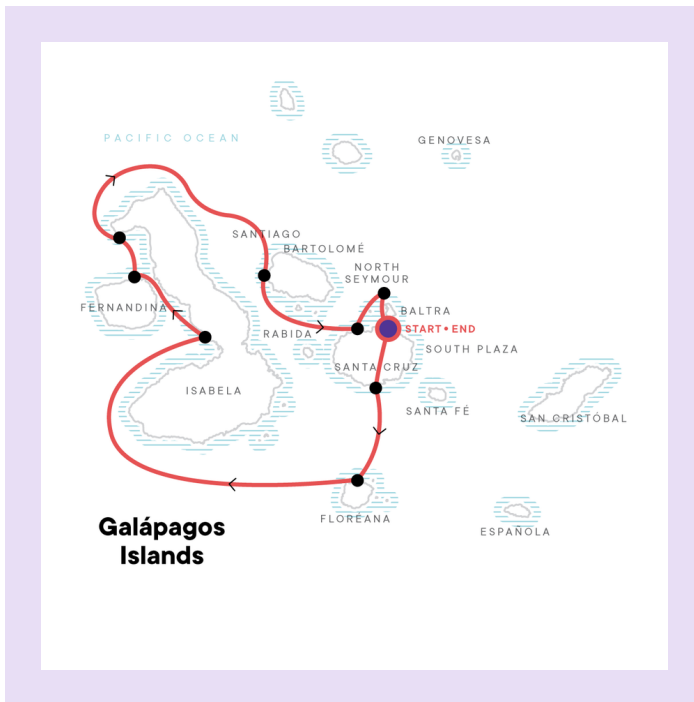 PACIFIC OCEAN
GENOVESA
SANTIAGO
BARTOLOMÉ
NORTH
SEYMOUR
FERNANDINA
BALTRA
RABIDA
START • END
SOUTH PLAZA
SANTA CRUZ
ISABELA
SANTA FÉ
SAN CRISTÓBAL
FLOREANA
ESPAÑOLA
Galápagos
Islands